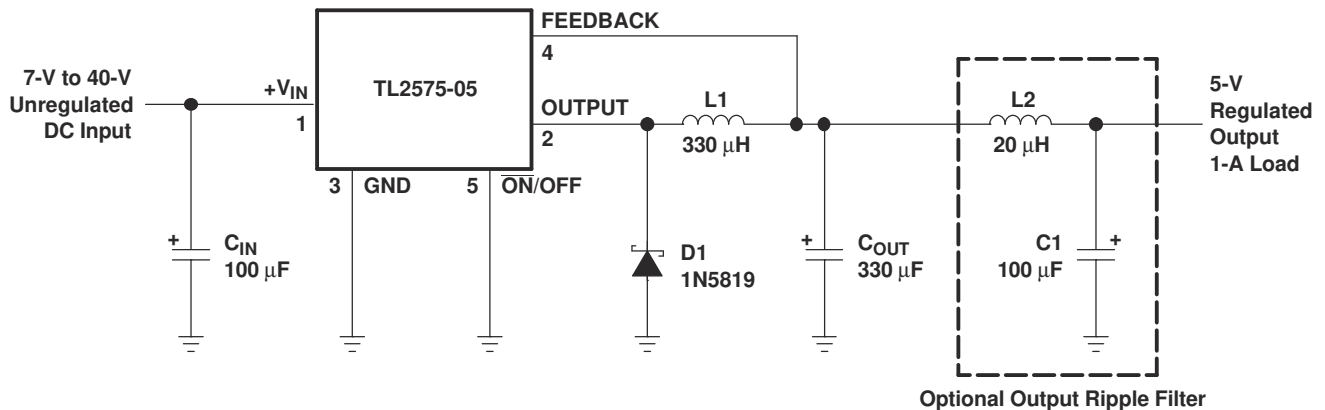 FEEDBACK
4
7-V to 40-V
Unregulated
DC Input
+VIN
1
TL2575-05
OUTPUT
2
L1
330 μH
L2
20 μH
5-V
Regulated
Output
1-A Load
3 GND
5 ON/OFF
+
CIN
100 μF
D1
1N5819
+
COUT
330 μF
C1
100 μF
+
Optional Output Ripple Filter